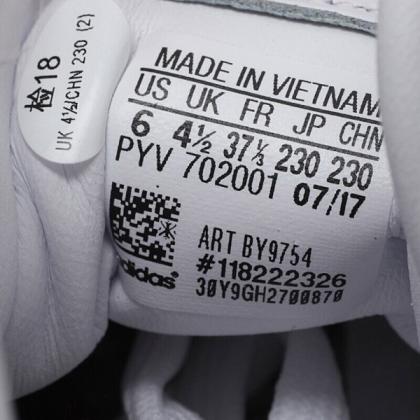 检18
UK 4½/CHN 230 (2)
MADE IN VIETNAM
US UK FR JP CHN
6 4½ 37⅓ 230 230
PYV 702001 07/17
ART BY9754
#118222326
30Y9GH2700870
adidas